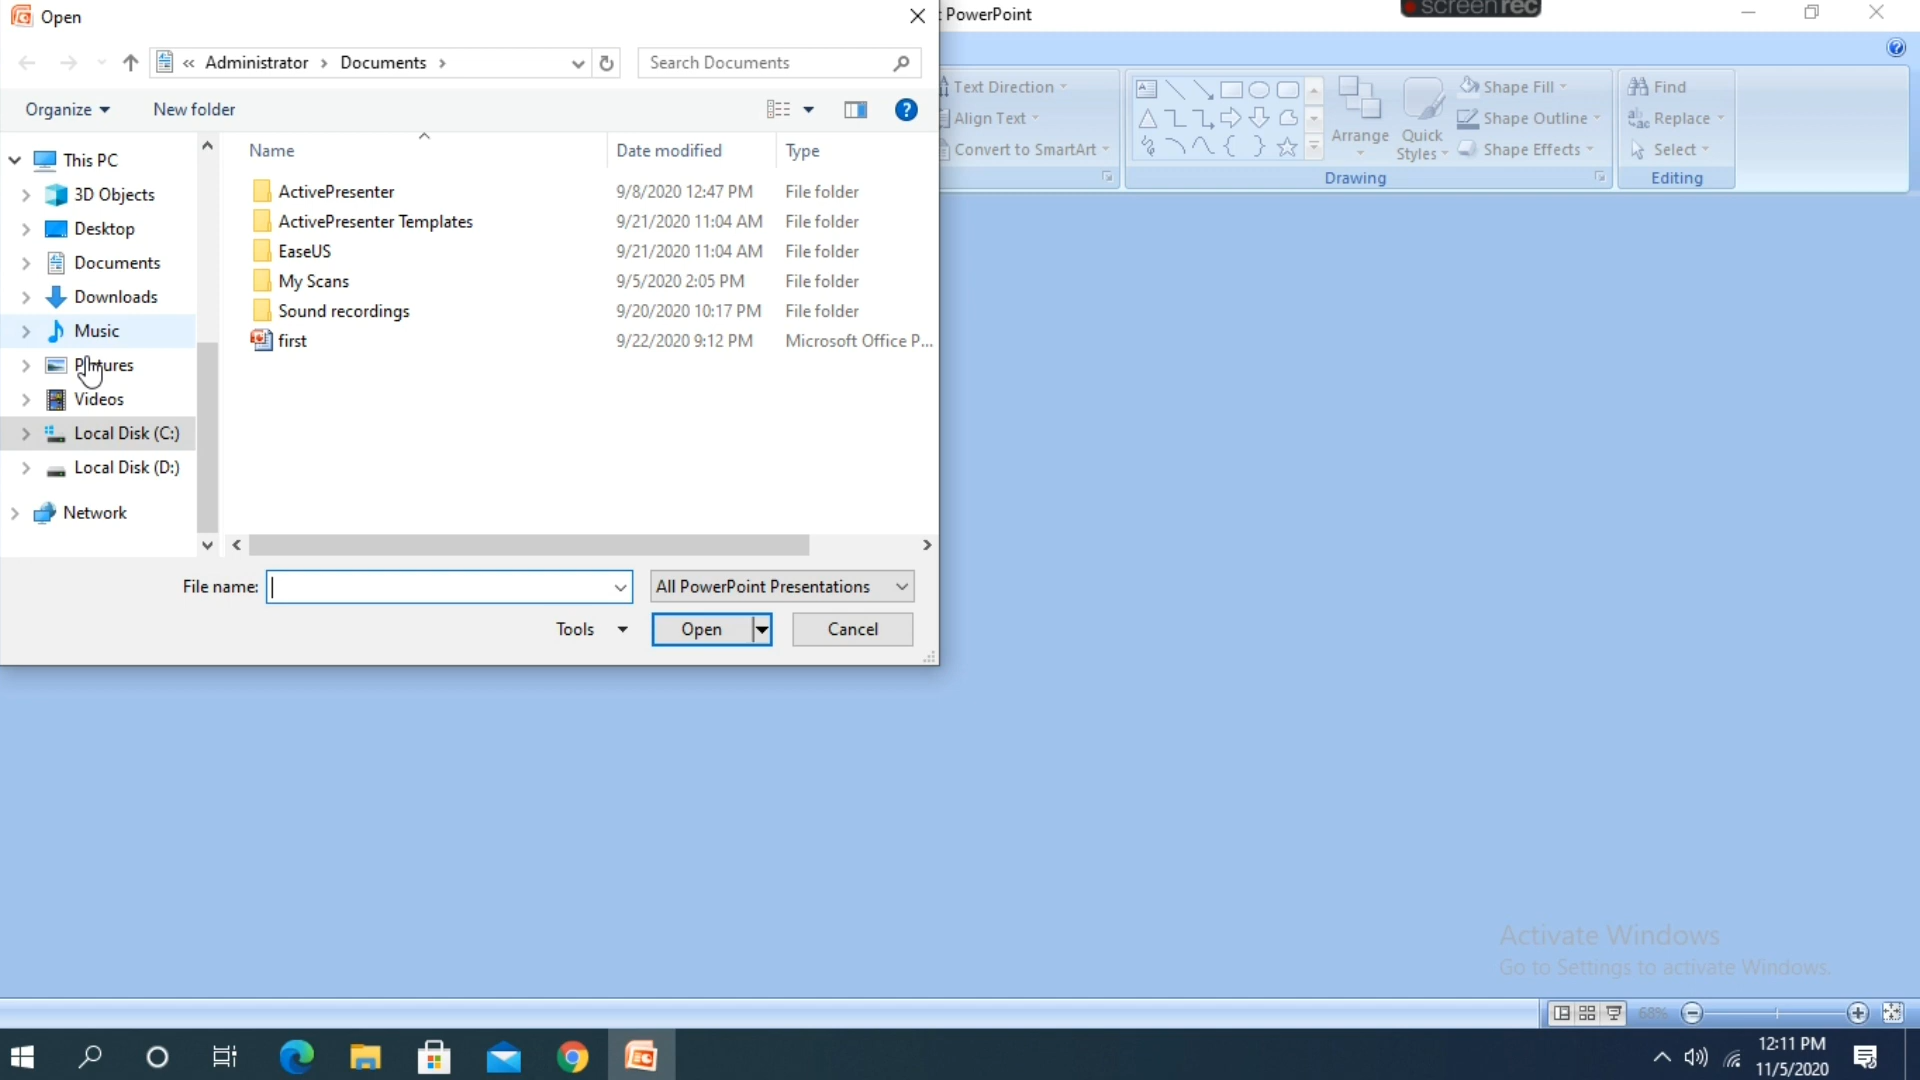 Open
PowerPoint
screenrec
« Administrator > Documents >
Search Documents
Organize
New folder
Text Direction
Align Text
Convert to SmartArt
Arrange
Quick
Styles
Shape Fill
Shape Outline
Shape Effects
Find
Replace
Select
Drawing
Editing
Name
Date modified
Type
This PC
3D Objects
Desktop
Documents
Downloads
Music
Videos
Local Disk (C:)
Local Disk (D:)
Network
ActivePresenter 9/8/2020 12:47 PM File folder
ActivePresenter Templates 9/21/2020 11:04 AM File folder
EaseUS 9/21/2020 11:04 AM File folder
My Scans 9/5/2020 2:05 PM File folder
Sound recordings 9/20/2020 10:17 PM File folder
first 9/22/2020 9:12 PM Microsoft Office P...
File name:
All PowerPoint Presentations
Tools
Open
Cancel
Activate Windows
Go to Settings to activate Windows.
68%
12:11 PM
11/5/2020